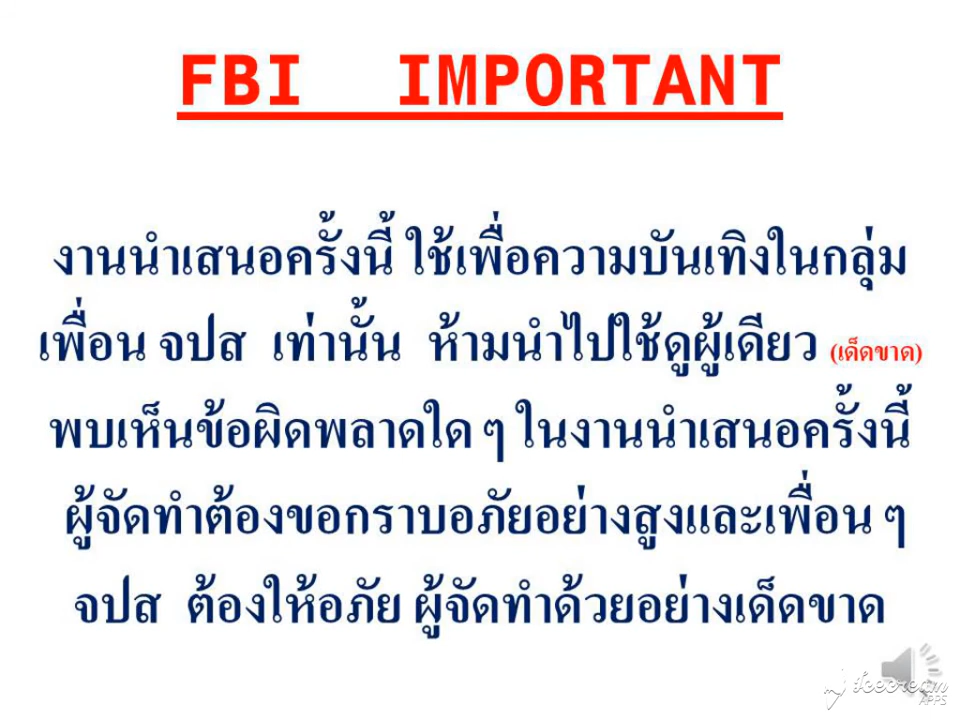 FBI IMPORTANT
งานนำเสนอครั้งนี้ ใช้เพื่อความบันเทิงในกลุ่ม
เพื่อน จปส เท่านั้น ห้ามนำไปใช้ดูผู้เดียว (เด็ดขาด)
พบเห็นข้อผิดพลาดใด ๆ ในงานนำเสนอครั้งนี้
ผู้จัดทำต้องขอกราบอภัยอย่างสูงและเพื่อน ๆ
จปส ต้องให้อภัย ผู้จัดทำด้วยอย่างเด็ดขาด
Icecream
APPS